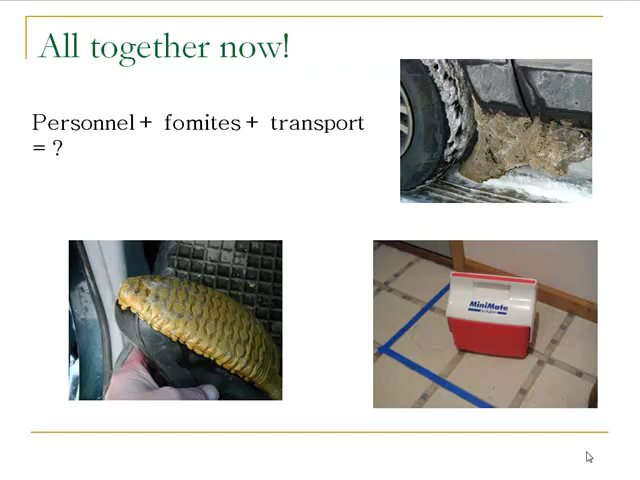 All together now!
Personnel + fomites + transport
= ?
MiniMate